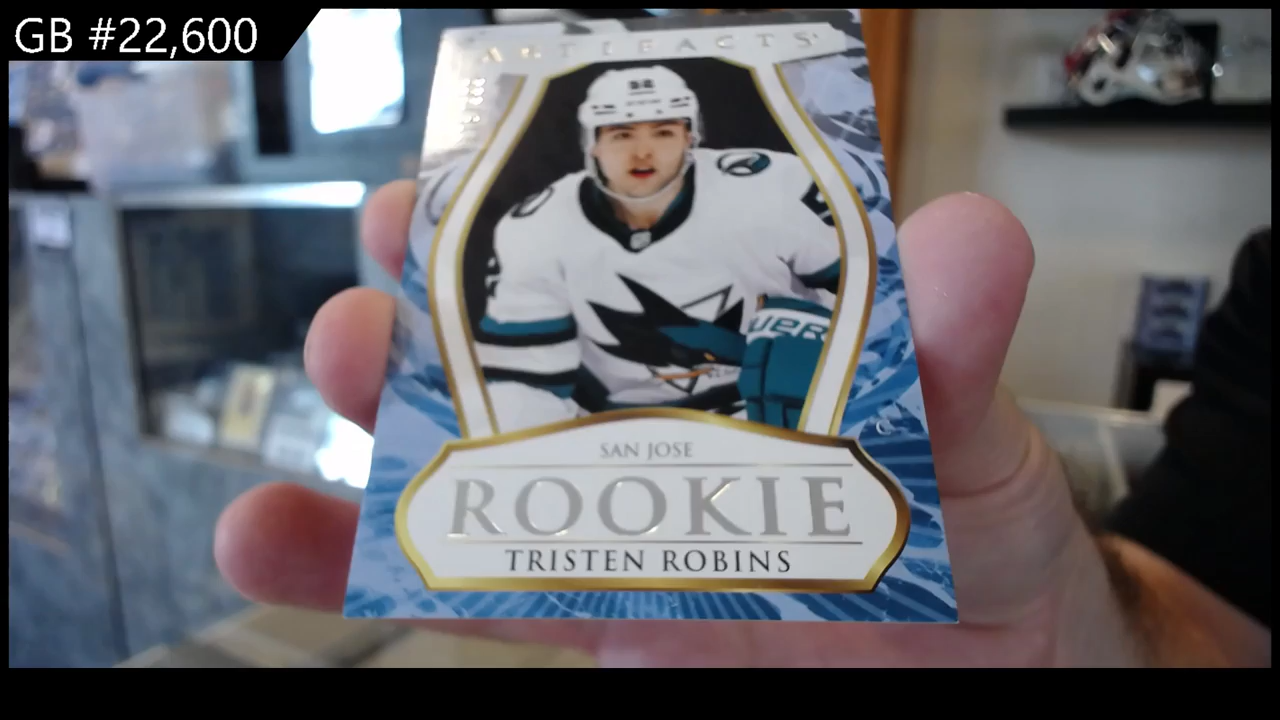 GB #22,600
ARTIFACTS
SAN JOSE
ROOKIE
TRISTEN ROBINS